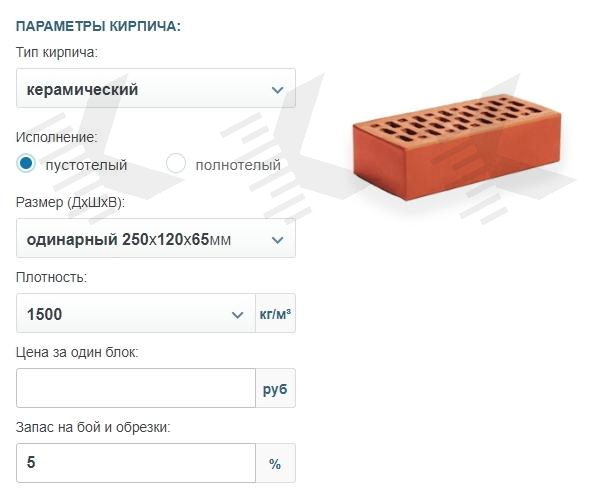 ПАРАМЕТРЫ КИРПИЧА:
Тип кирпича:
керамический
Исполнение:
пустотелый полнотелый
Размер (ДхШхВ):
одинарный 250х120х65мм
Плотность:
1500 кг/м³
Цена за один блок:
руб
Запас на бой и обрезки:
5 %